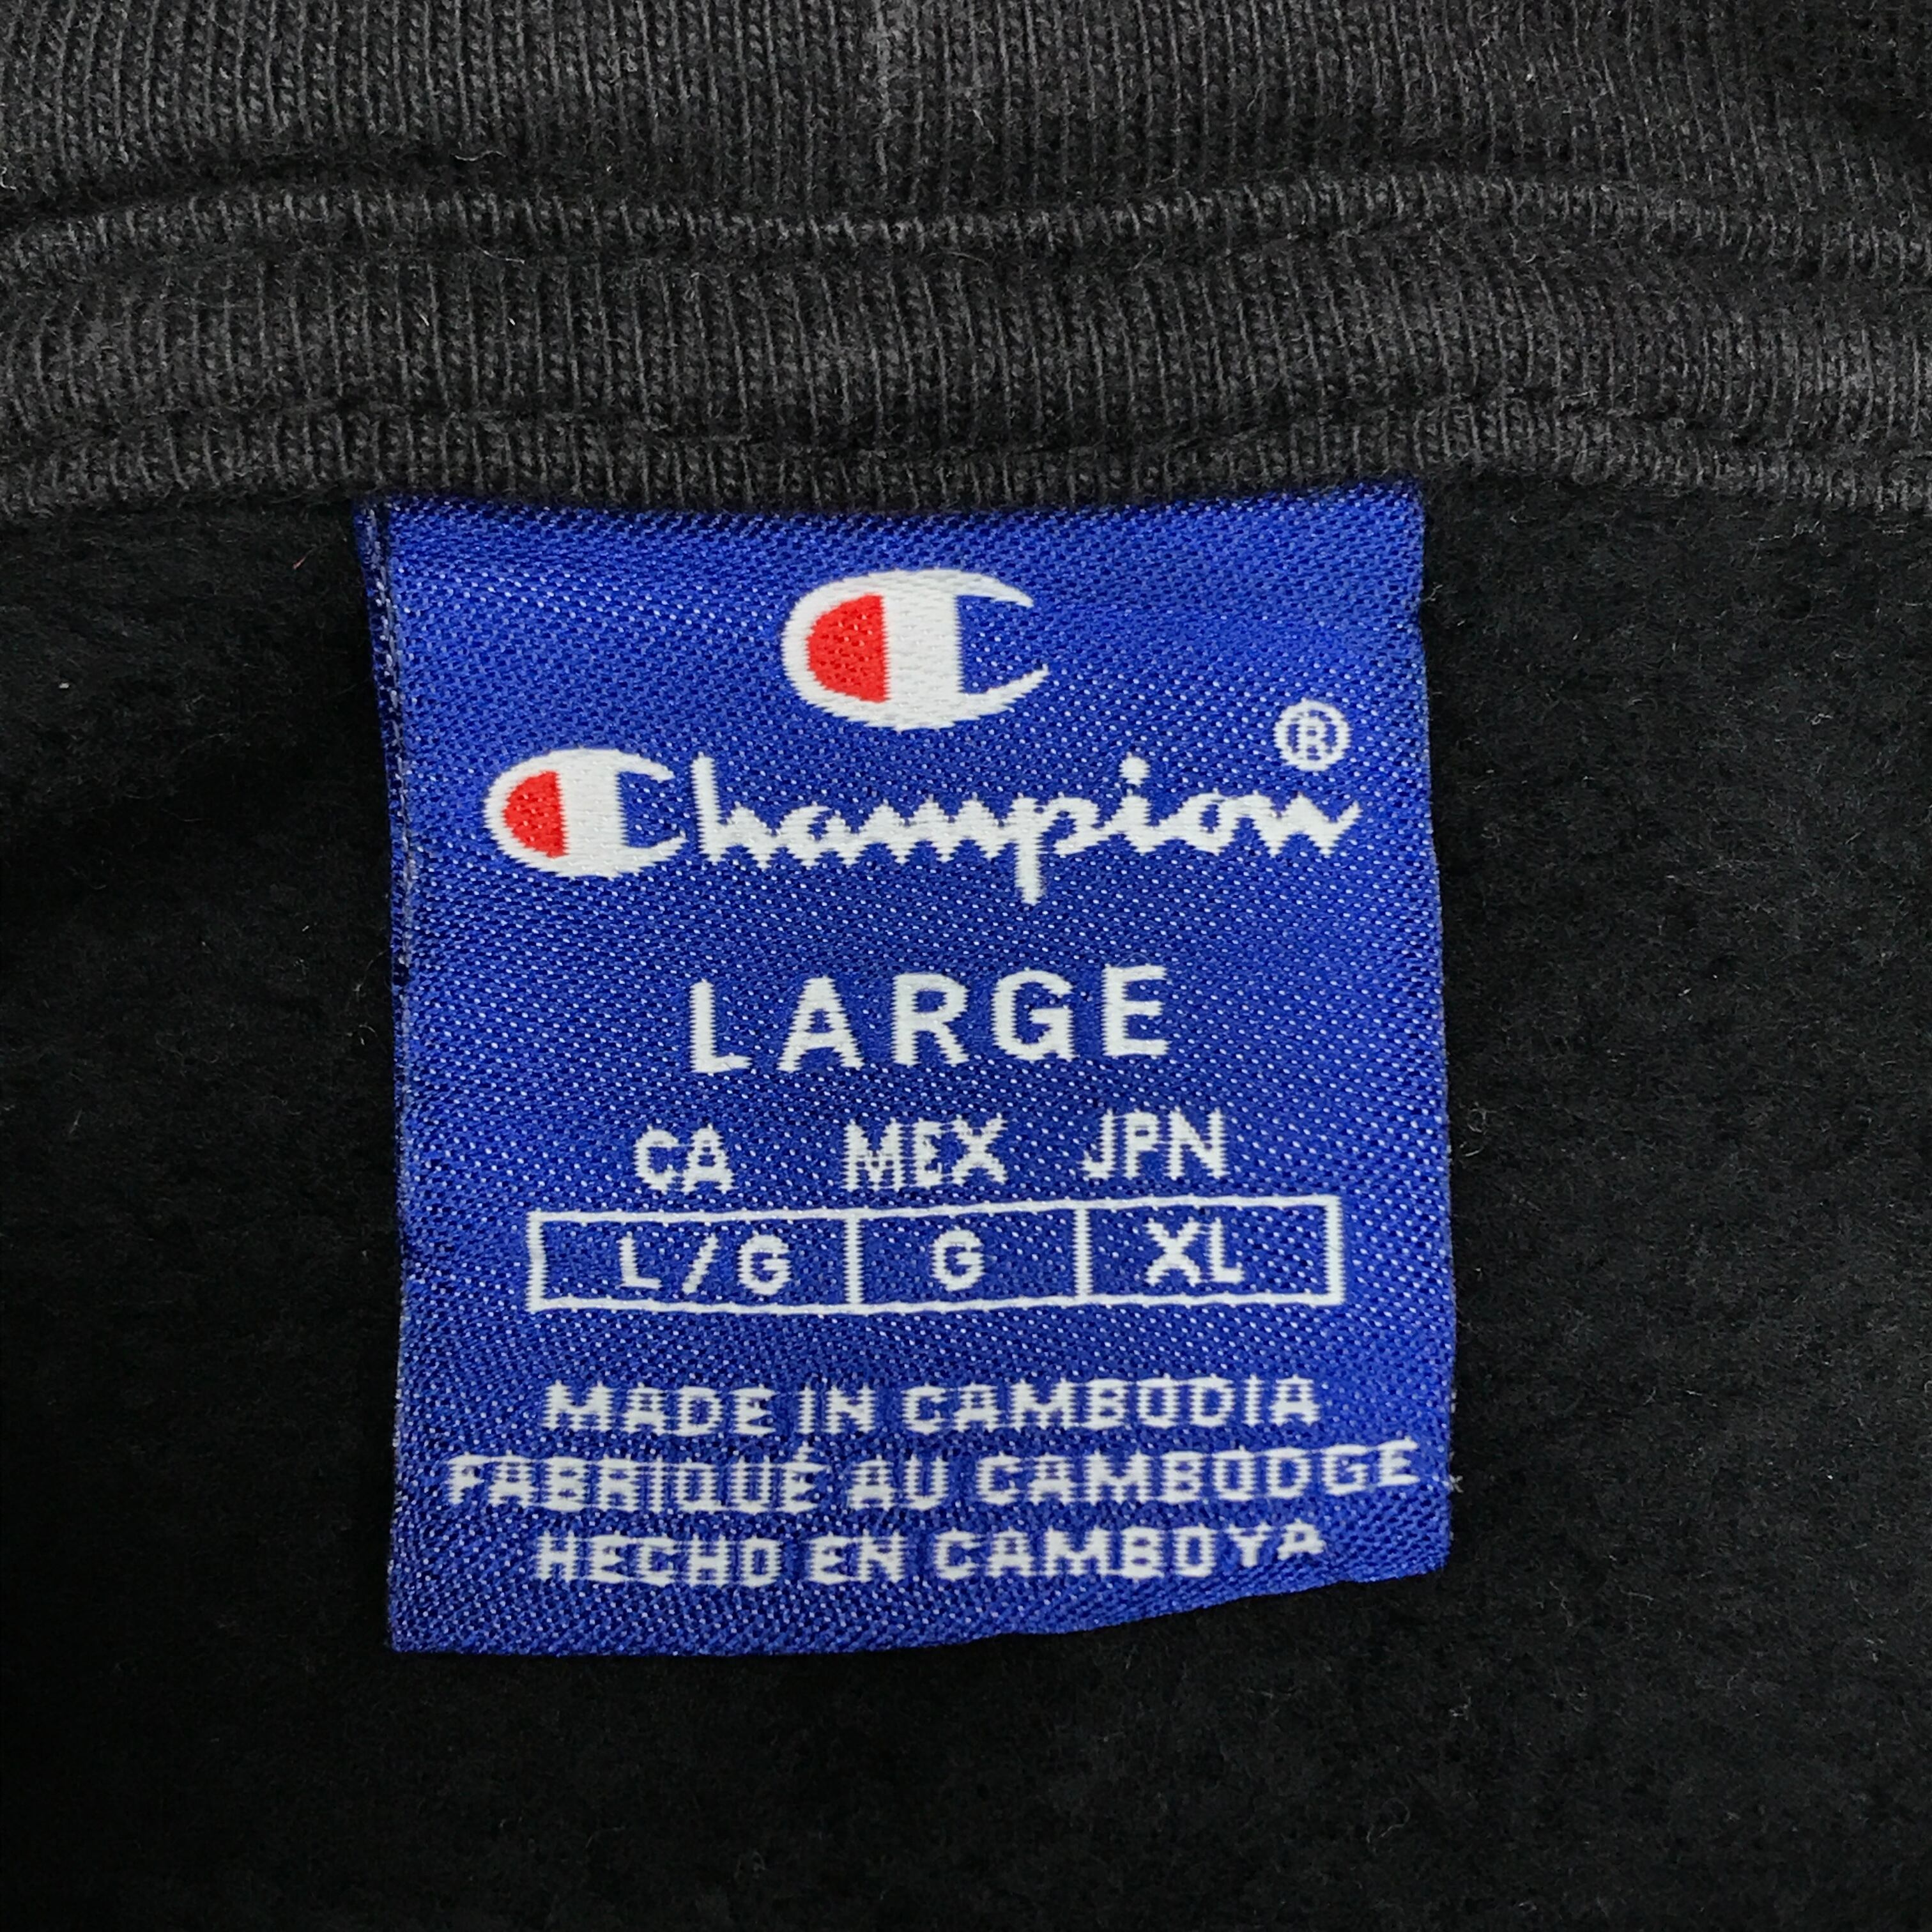 Champion®
LARGE
CA MEX JPN
L/G G XL
MADE IN CAMBODIA
FABRIQUÉ AU CAMBODGE
HECHO EN CAMBOYA